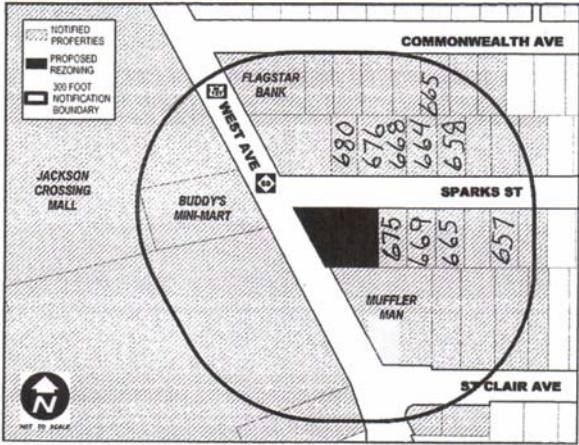 NOTIFIED
PROPERTIES
PROPOSED
REZONING
300 FOOT
NOTIFICATION
BOUNDARY
COMMONWEALTH AVE
FLAGSTAR
BANK
665
WEST AVE
680
676
668
664
658
JACKSON
CROSSING
MALL
BUDDY'S
MINI-MART
SPARKS ST
675
669
665
657
MUFFLER
MAN
ST CLAIR AVE
N
NOT TO SCALE